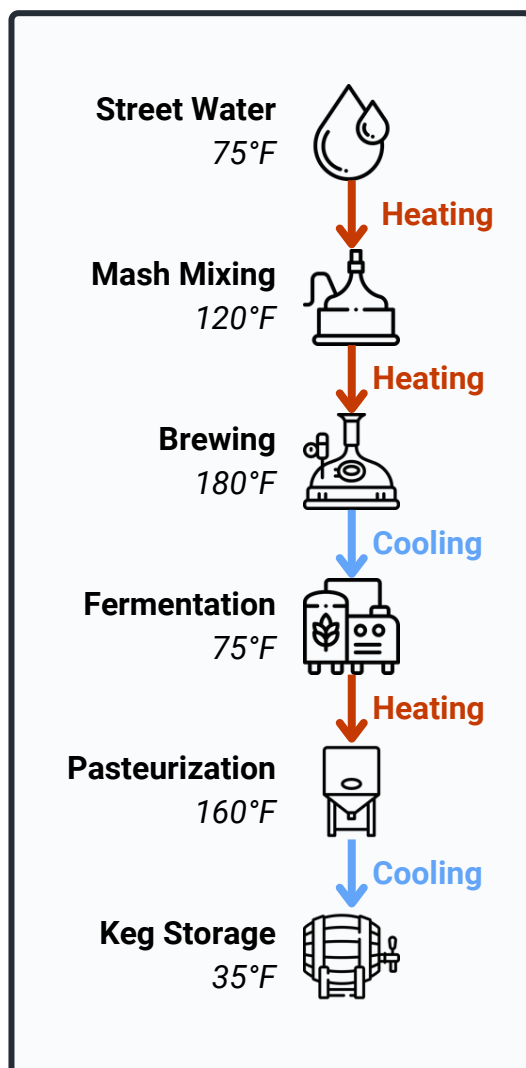 Street Water
75°F
Heating
Mash Mixing
120°F
Heating
Brewing
180°F
Cooling
Fermentation
75°F
Heating
Pasteurization
160°F
Cooling
Keg Storage
35°F